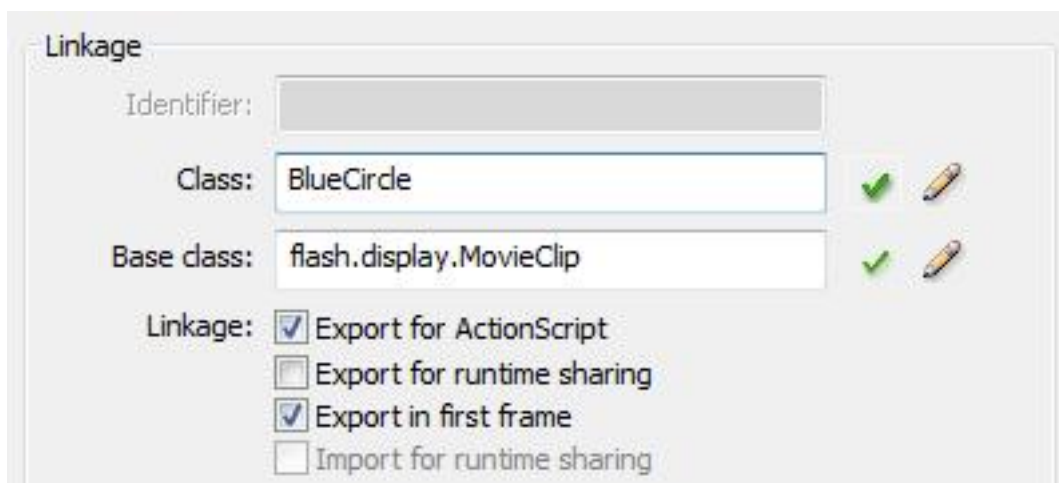 Linkage
Identifier:
Class: BlueCircle
Base class: flash.display.MovieClip
Linkage: Export for ActionScript
Export for runtime sharing
Export in first frame
Import for runtime sharing